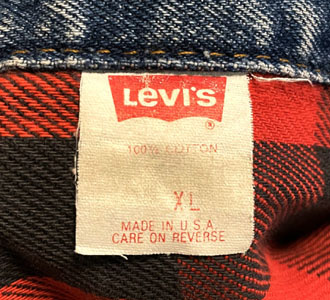 Levi's
®
100% COTTON
XL
MADE IN U.S.A.
CARE ON REVERSE